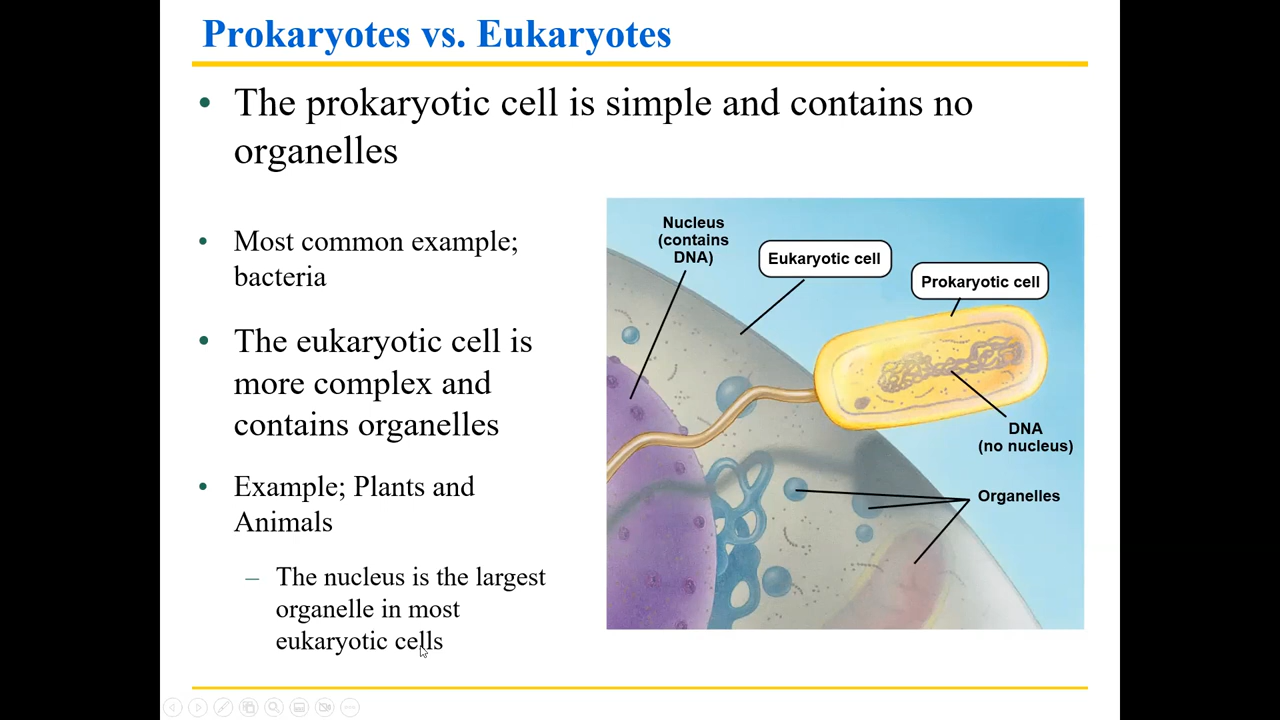 Prokaryotes vs. Eukaryotes
• The prokaryotic cell is simple and contains no
organelles
• Most common example;
bacteria
• The eukaryotic cell is
more complex and
contains organelles
• Example; Plants and
Animals
– The nucleus is the largest
organelle in most
eukaryotic cells
Nucleus
(contains
DNA)
Eukaryotic cell
Prokaryotic cell
DNA
(no nucleus)
Organelles